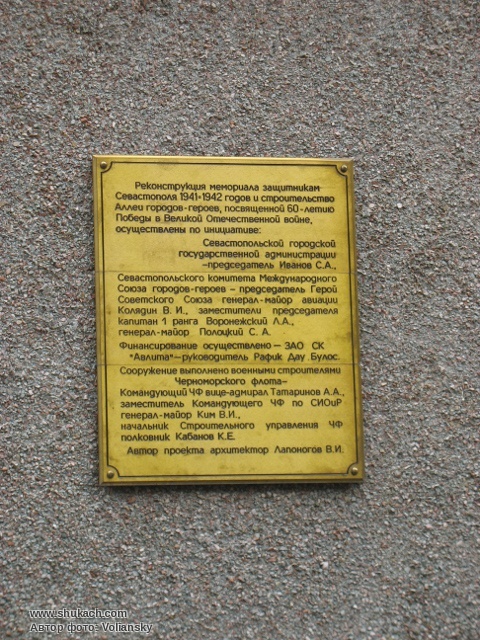 Реконструкция мемориала защитникам
Севастополя 1941-1942 годов и строительство
Аллеи городов-героев, посвященной 60-летию
Победы в Великой Отечественной войне,
осуществлены по инициативе:
Севастопольской городской
государственной администрации
-председатель Иванов С.А.,
Севастопольского комитета Международного
Союза городов-героев – председатель Герой
Советского Союза генерал-майор авиации
Колядин В. И., заместители председателя
капитан 1 ранга Воронежский Л.А.,
генерал-майор Полоцкий С. А.
Финансирование осуществлено – ЗАО СК
"Авлита"-руководитель Рафик Дау Булос.
Сооружение выполнено военными строителями
Черноморского флота-
Командующий ЧФ вице-адмирал Татаринов А.А.,
заместитель Командующего ЧФ по СИОиР
генерал-майор Ким В.И.,
начальник Строительного управления ЧФ
полковник Кабанов К.Е.
Автор проекта архитектор Лапоногов В.И.
www.shukach.com
Автор фото- Voliansky